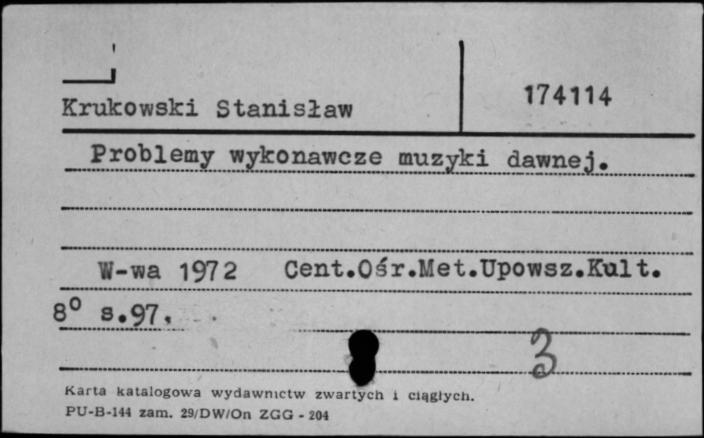 174114
Krukowski Stanisław
Problemy wykonawcze muzyki dawnej.
W-wa 1972 Cent.Ośr.Met.Upowsz.Kult.
8° s.97.
3
Karta katalogowa wydawnictw zwartych i ciągłych.
PU-B-144 zam. 29/DW/On ZGG - 204